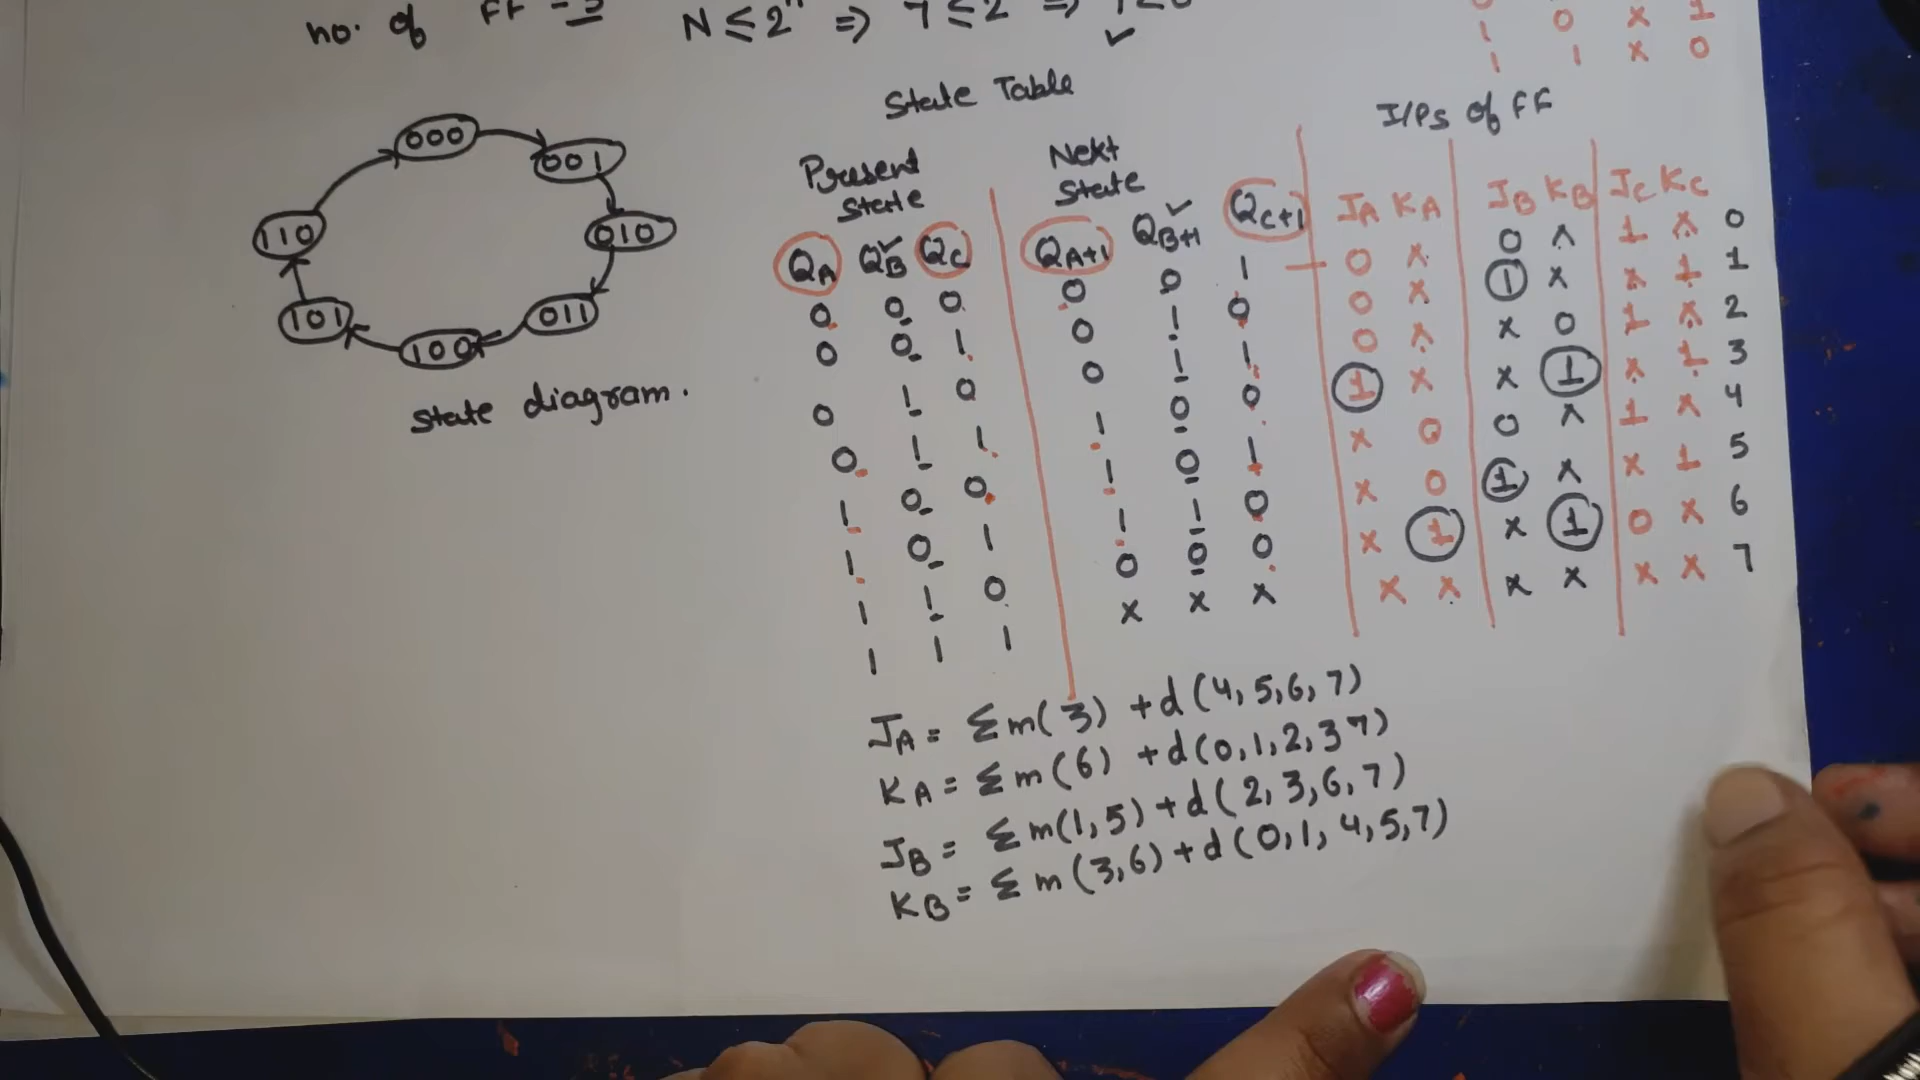 no. of FF = 3 N ≤ 2ⁿ ⇒ 7 ≤ 2 ⇒
0 x 1
1 1 x 0
State Table
I/Ps of FF
Present State
Next State
QA QB QC QA+1 QB+1 QC+1 JA KA JB KB JC KC
0 0 0 0 0 1 0 x 0 x 1 x 0
0 0 1 0 1 0 0 x 1 x x 1 1
0 1 0 0 1 1 0 x x 0 1 x 2
0 1 1 1 0 0 1 x x 1 x 1 3
1 0 0 1 0 1 x 0 0 x 1 x 4
1 0 1 1 1 0 x 0 1 x x 1 5
1 1 0 0 0 0 x 1 x 1 0 x 6
1 1 1 x x x x x x x x x 7
000
001
010
011
100
101
110
State diagram.
JA = Σm(3) + d(4,5,6,7)
KA = Σm(6) + d(0,1,2,3 7)
JB = Σm(1,5) + d(2,3,6,7)
KB = Σm(3,6) + d(0,1,4,5,7)